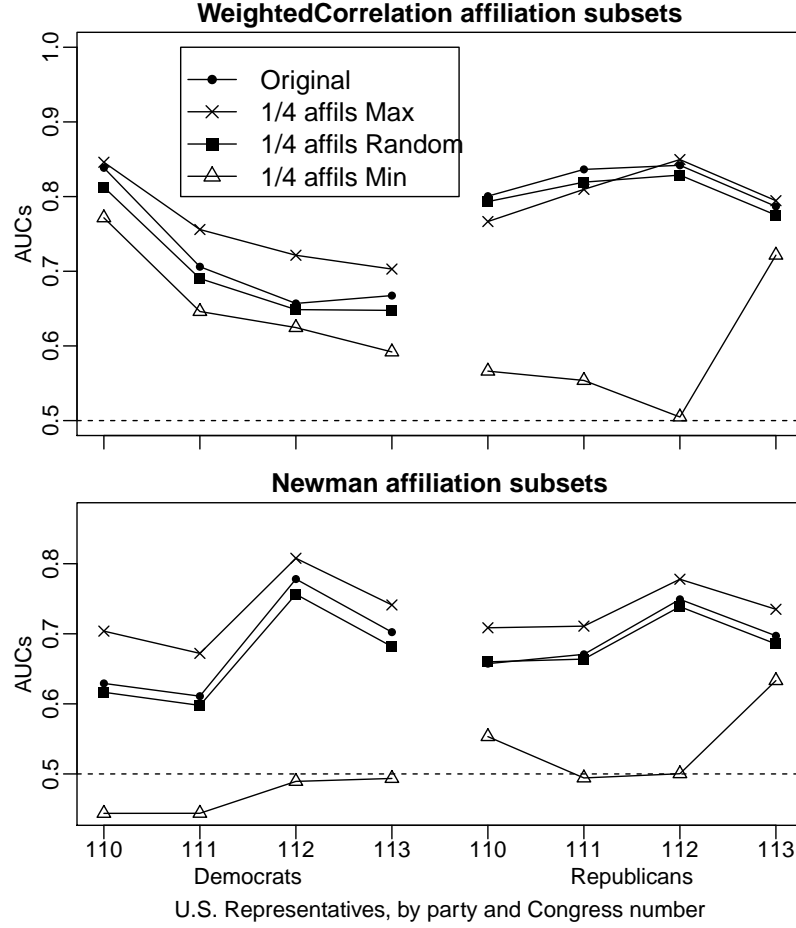 WeightedCorrelation affiliation subsets
1.0
0.9
0.8
0.7
0.6
0.5
AUCs
Original
1/4 affils Max
1/4 affils Random
1/4 affils Min
Newman affiliation subsets
0.8
0.7
0.6
0.5
AUCs
110 111 112 113 110 111 112 113
Democrats Republicans
U.S. Representatives, by party and Congress number